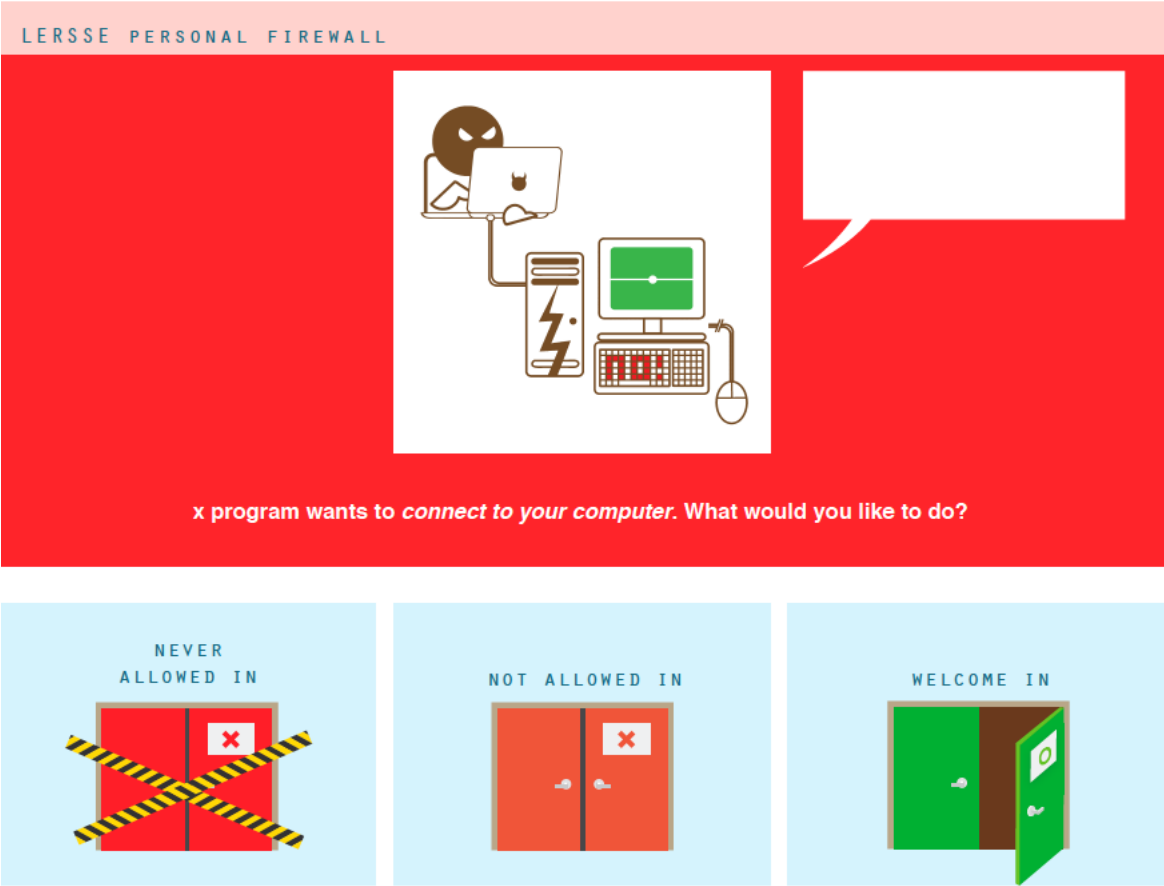 LERSSE PERSONAL FIREWALL
no!
x program wants to connect to your computer. What would you like to do?
NEVER
ALLOWED IN
NOT ALLOWED IN
WELCOME IN